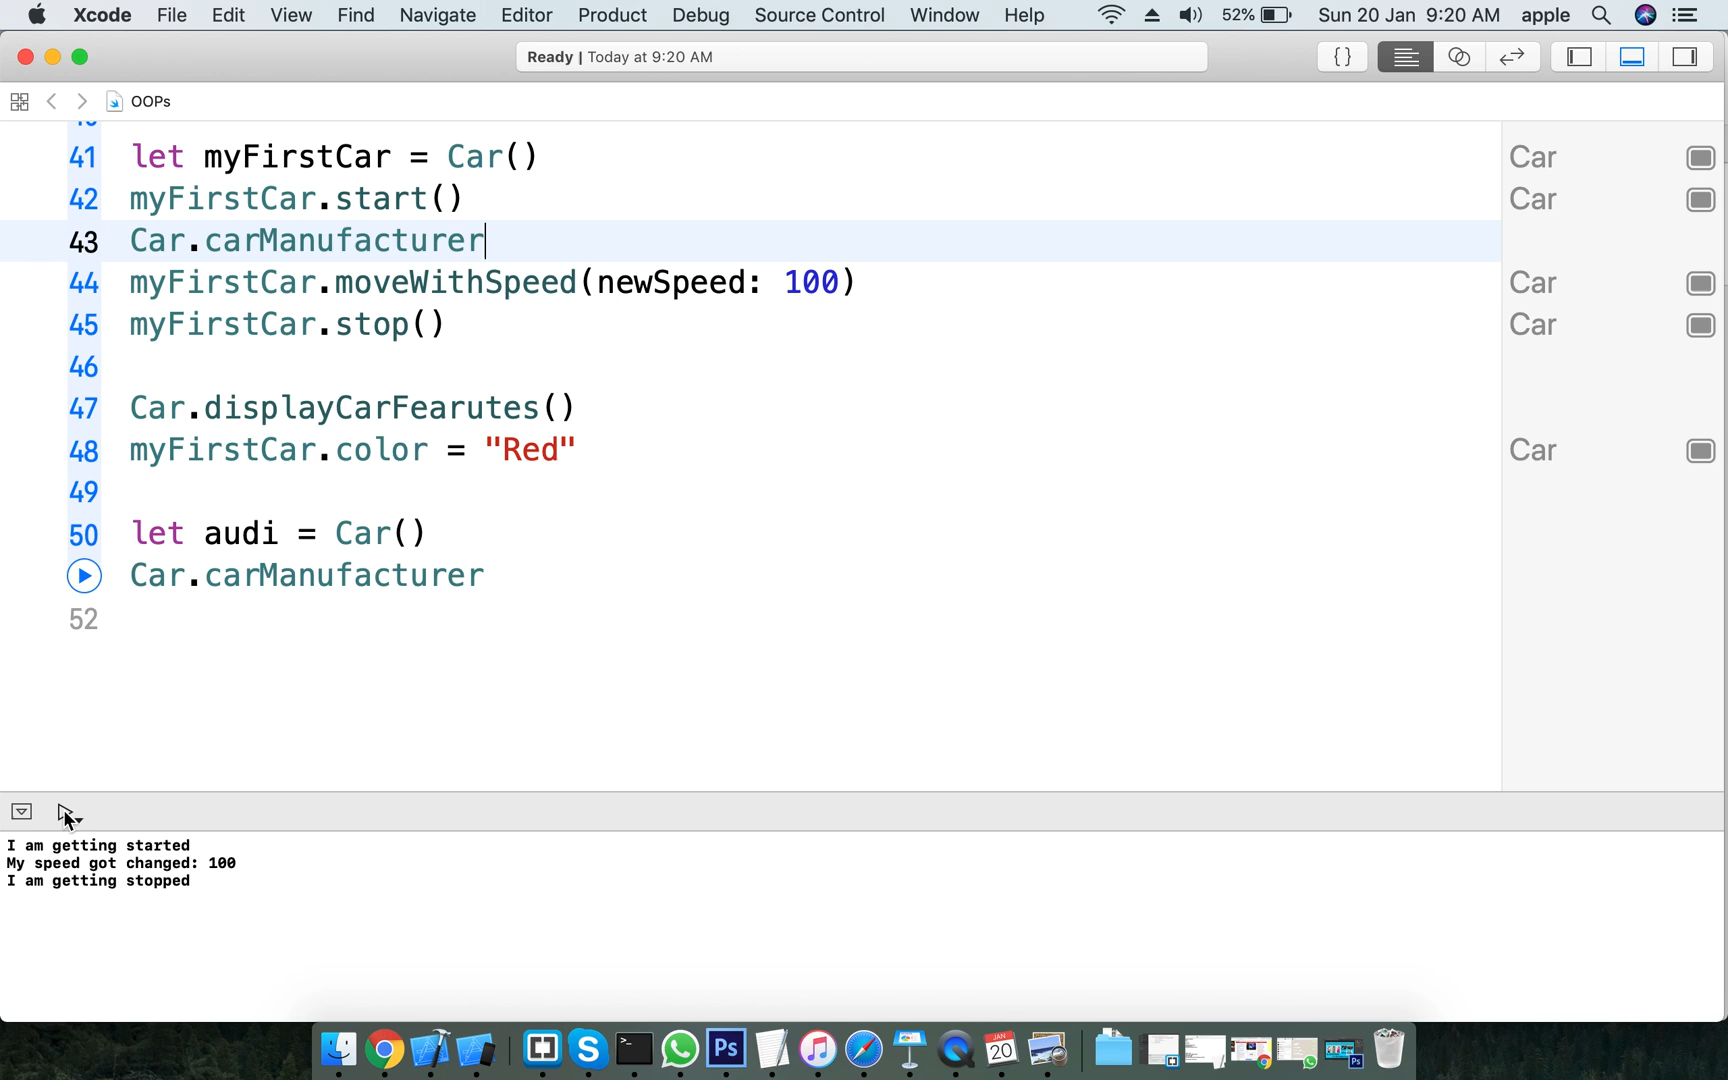 Xcode File Edit View Find Navigate Editor Product Debug Source Control Window Help 52% Sun 20 Jan 9:20 AM apple
Ready | Today at 9:20 AM {}
OOPs
41 let myFirstCar = Car() Car
42 myFirstCar.start() Car
43 Car.carManufacturer
44 myFirstCar.moveWithSpeed(newSpeed: 100) Car
45 myFirstCar.stop() Car
46
47 Car.displayCarFearutes()
48 myFirstCar.color = "Red" Car
49
50 let audi = Car()
Car.carManufacturer
52
I am getting started
My speed got changed: 100
I am getting stopped
S >_ Ps JAN 20